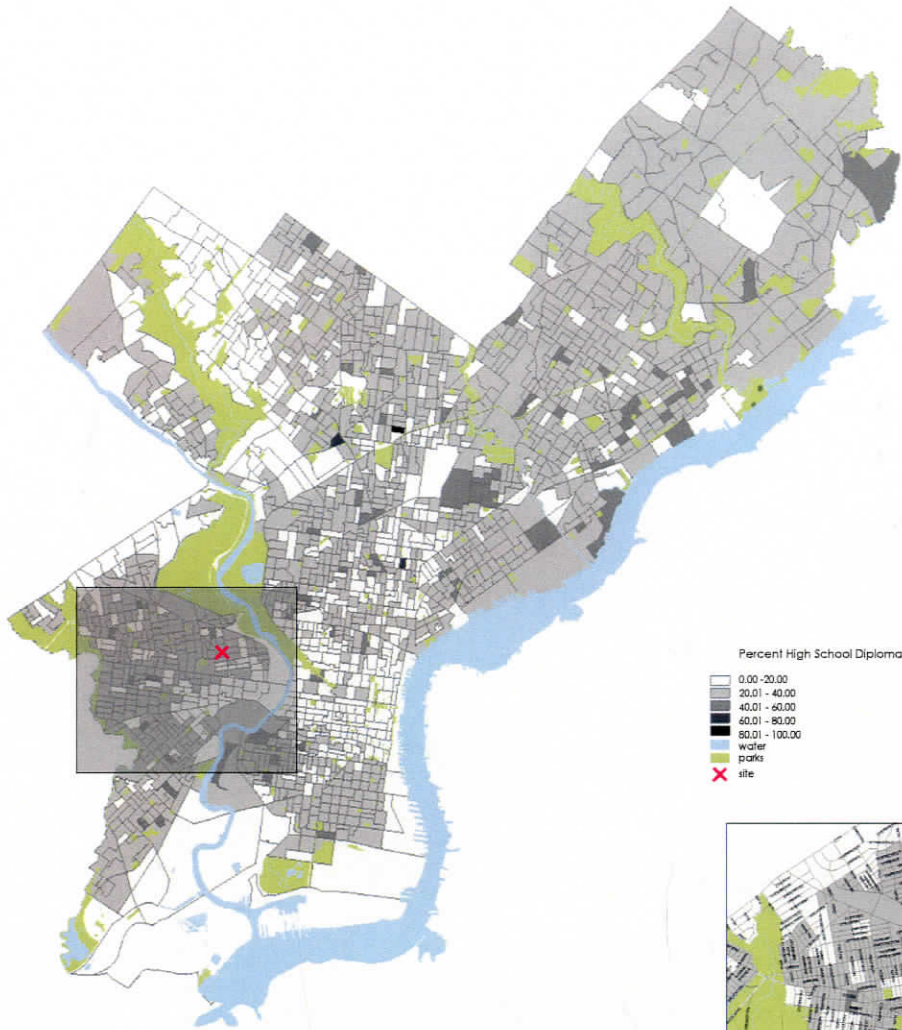 Percent High School Diploma
0.00 -20.00
20.01 - 40.00
40.01 - 60.00
60.01 - 80.00
80.01 - 100.00
water
parks
site